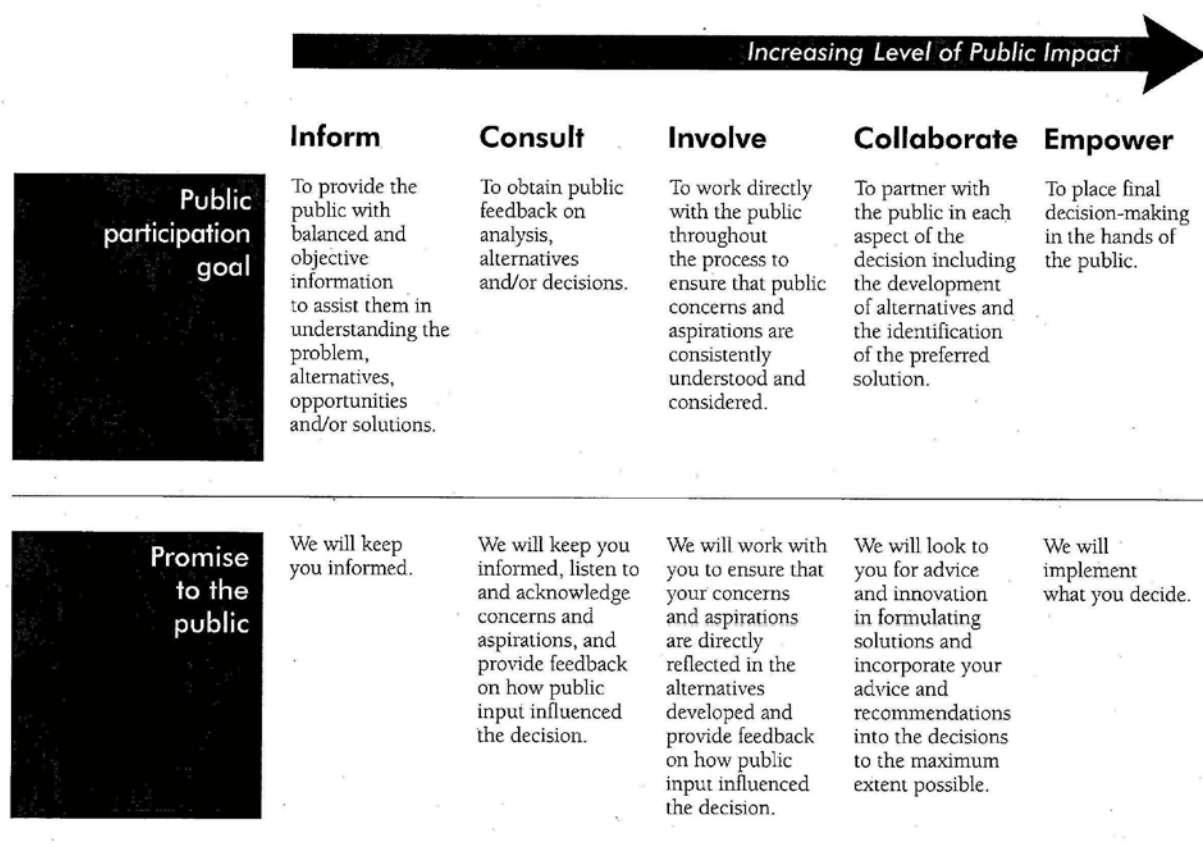 Increasing Level of Public Impact
Inform
Consult
Involve
Collaborate
Empower
Public
participation
goal
To provide the
public with
balanced and
objective
information
to assist them in
understanding the
problem,
alternatives,
opportunities
and/or solutions.
To obtain public
feedback on
analysis,
alternatives
and/or decisions.
To work directly
with the public
throughout
the process to
ensure that public
concerns and
aspirations are
consistently
understood and
considered.
To partner with
the public in each
aspect of the
decision including
the development
of alternatives and
the identification
of the preferred
solution.
To place final
decision-making
in the hands of
the public.
Promise
to the
public
We will keep
you informed.
We will keep you
informed, listen to
and acknowledge
concerns and
aspirations, and
provide feedback
on how public
input influenced
the decision.
We will work with
you to ensure that
your concerns
and aspirations
are directly
reflected in the
alternatives
developed and
provide feedback
on how public
input influenced
the decision.
We will look to
you for advice
and innovation
in formulating
solutions and
incorporate your
advice and
recommendations
into the decisions
to the maximum
extent possible.
We will
implement
what you decide.